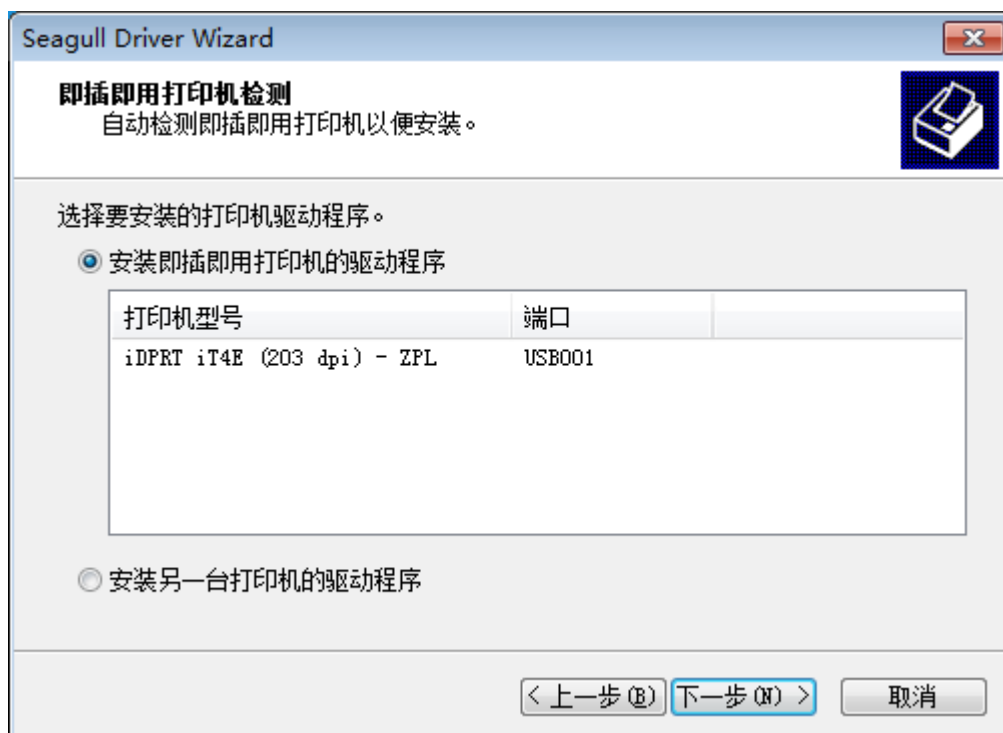 Seagull Driver Wizard
即插即用打印机检测
自动检测即插即用打印机以便安装。
选择要安装的打印机驱动程序。
安装即插即用打印机的驱动程序
打印机型号 端口
iDPRT iT4E (203 dpi) - ZPL USB001
安装另一台打印机的驱动程序
< 上一步(B) 下一步(N) > 取消